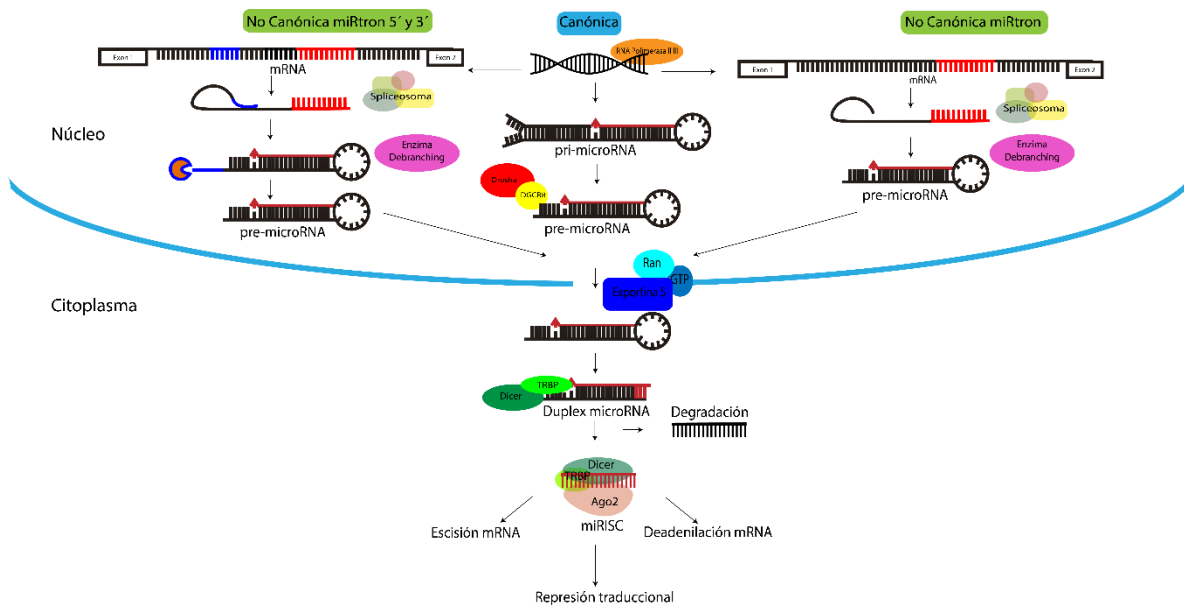 No Canónica miRtron 5´ y 3´
Canónica
No Canónica miRtron
RNA Polimerasa II III
Exon 1
Exon 2
mRNA
Exon 1
Exon 2
mRNA
Spliceosoma
Spliceosoma
Núcleo
Enzima
Debranching
pri-microRNA
Enzima
Debranching
Drosha
DGCR8
pre-microRNA
pre-microRNA
pre-microRNA
Ran
GTP
Exportina 5
Citoplasma
TRBP
Dicer
Duplex microRNA
Degradación
Dicer
TRBP
Ago2
miRISC
Escisión mRNA
Deadenilación mRNA
Represión traduccional